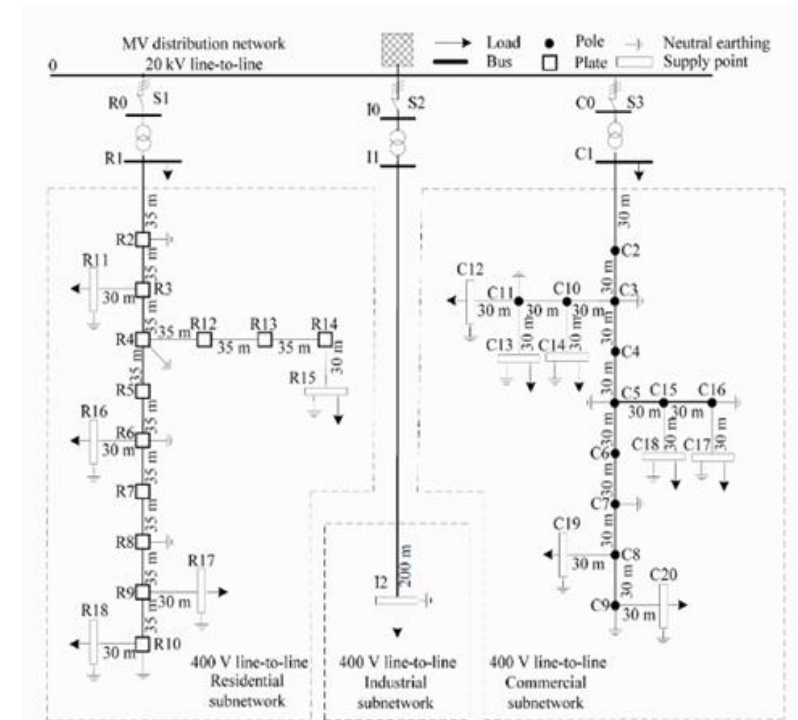 MV distribution network
0 20 kV line-to-line
Load
Bus
Pole
Plate
Neutral earthing
Supply point
R0 S1
R1
35 m
R2
35 m
R11
30 m
R3
35 m
R4
35 m
R12
35 m
R13
35 m
R14
30 m
R15
35 m
R5
35 m
R16
30 m
R6
35 m
R7
35 m
R8
35 m
R9
30 m
R17
35 m
R18
30 m
R10
400 V line-to-line
Residential
subnetwork
I0 S2
I1
200 m
I2
400 V line-to-line
Industrial
subnetwork
C0 S3
C1
30 m
C2
30 m
C3
30 m
C10
30 m
C11
30 m
C12
30 m
C13
30 m
C14
30 m
C4
30 m
C5
30 m
C15
30 m
C16
30 m
C18
30 m
C17
30 m
C6
30 m
C7
30 m
C8
30 m
C19
30 m
C9
30 m
C20
400 V line-to-line
Commercial
subnetwork